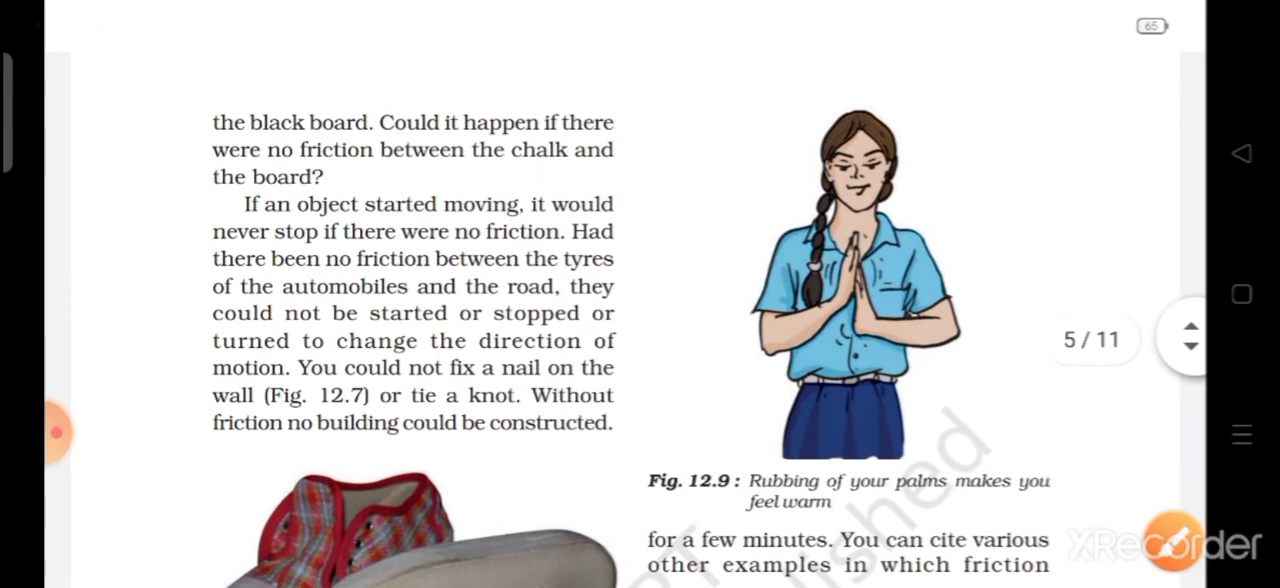 65
the black board. Could it happen if there
were no friction between the chalk and
the board?
If an object started moving, it would
never stop if there were no friction. Had
there been no friction between the tyres
of the automobiles and the road, they
could not be started or stopped or
turned to change the direction of
motion. You could not fix a nail on the
wall (Fig. 12.7) or tie a knot. Without
friction no building could be constructed.
5 / 11
Fig. 12.9 : Rubbing of your palms makes you
feel warm
for a few minutes. You can cite various
other examples in which friction
XRecorder